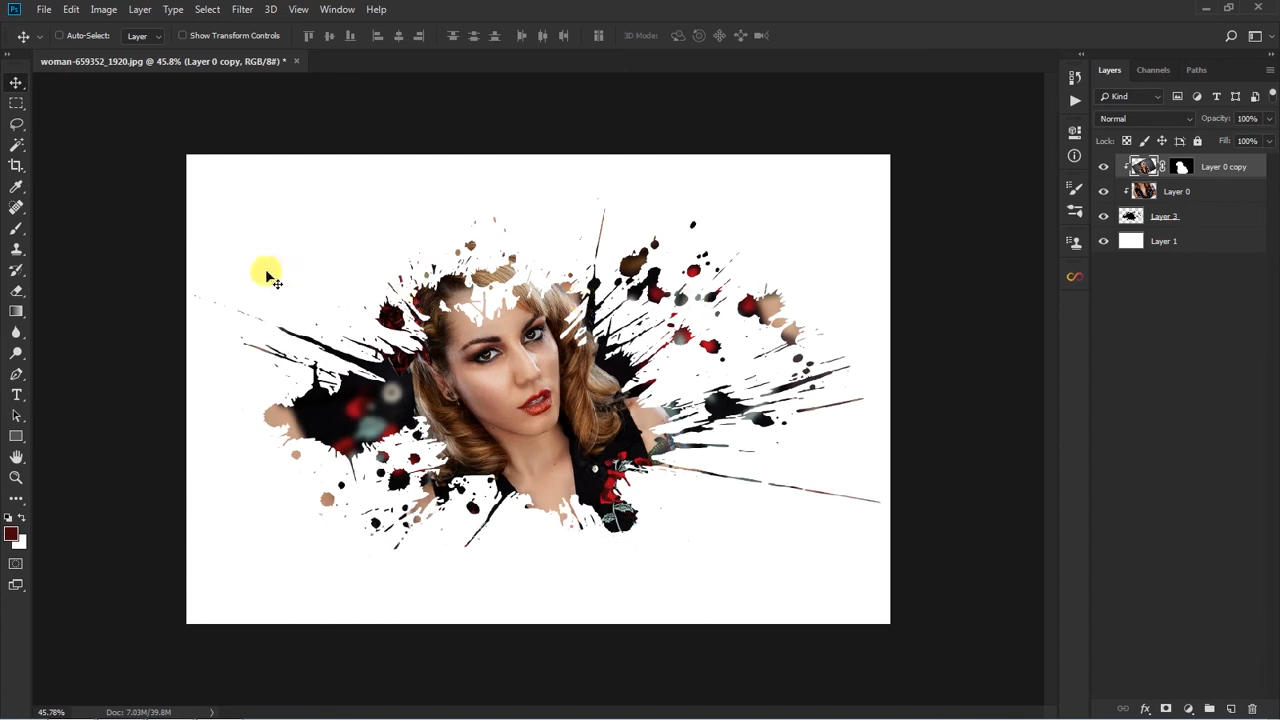 Ps File Edit Image Layer Type Select Filter 3D View Window Help
Auto-Select: Layer Show Transform Controls 3D Mode:
woman-659352_1920.jpg @ 45.8% (Layer 0 copy, RGB/8#) * ×
Layers Channels Paths
Kind
Normal Opacity: 100%
Lock: Fill: 100%
Layer 0 copy
Layer 0
Layer 3
Layer 1
45.78% Doc: 7.03M/39.8M